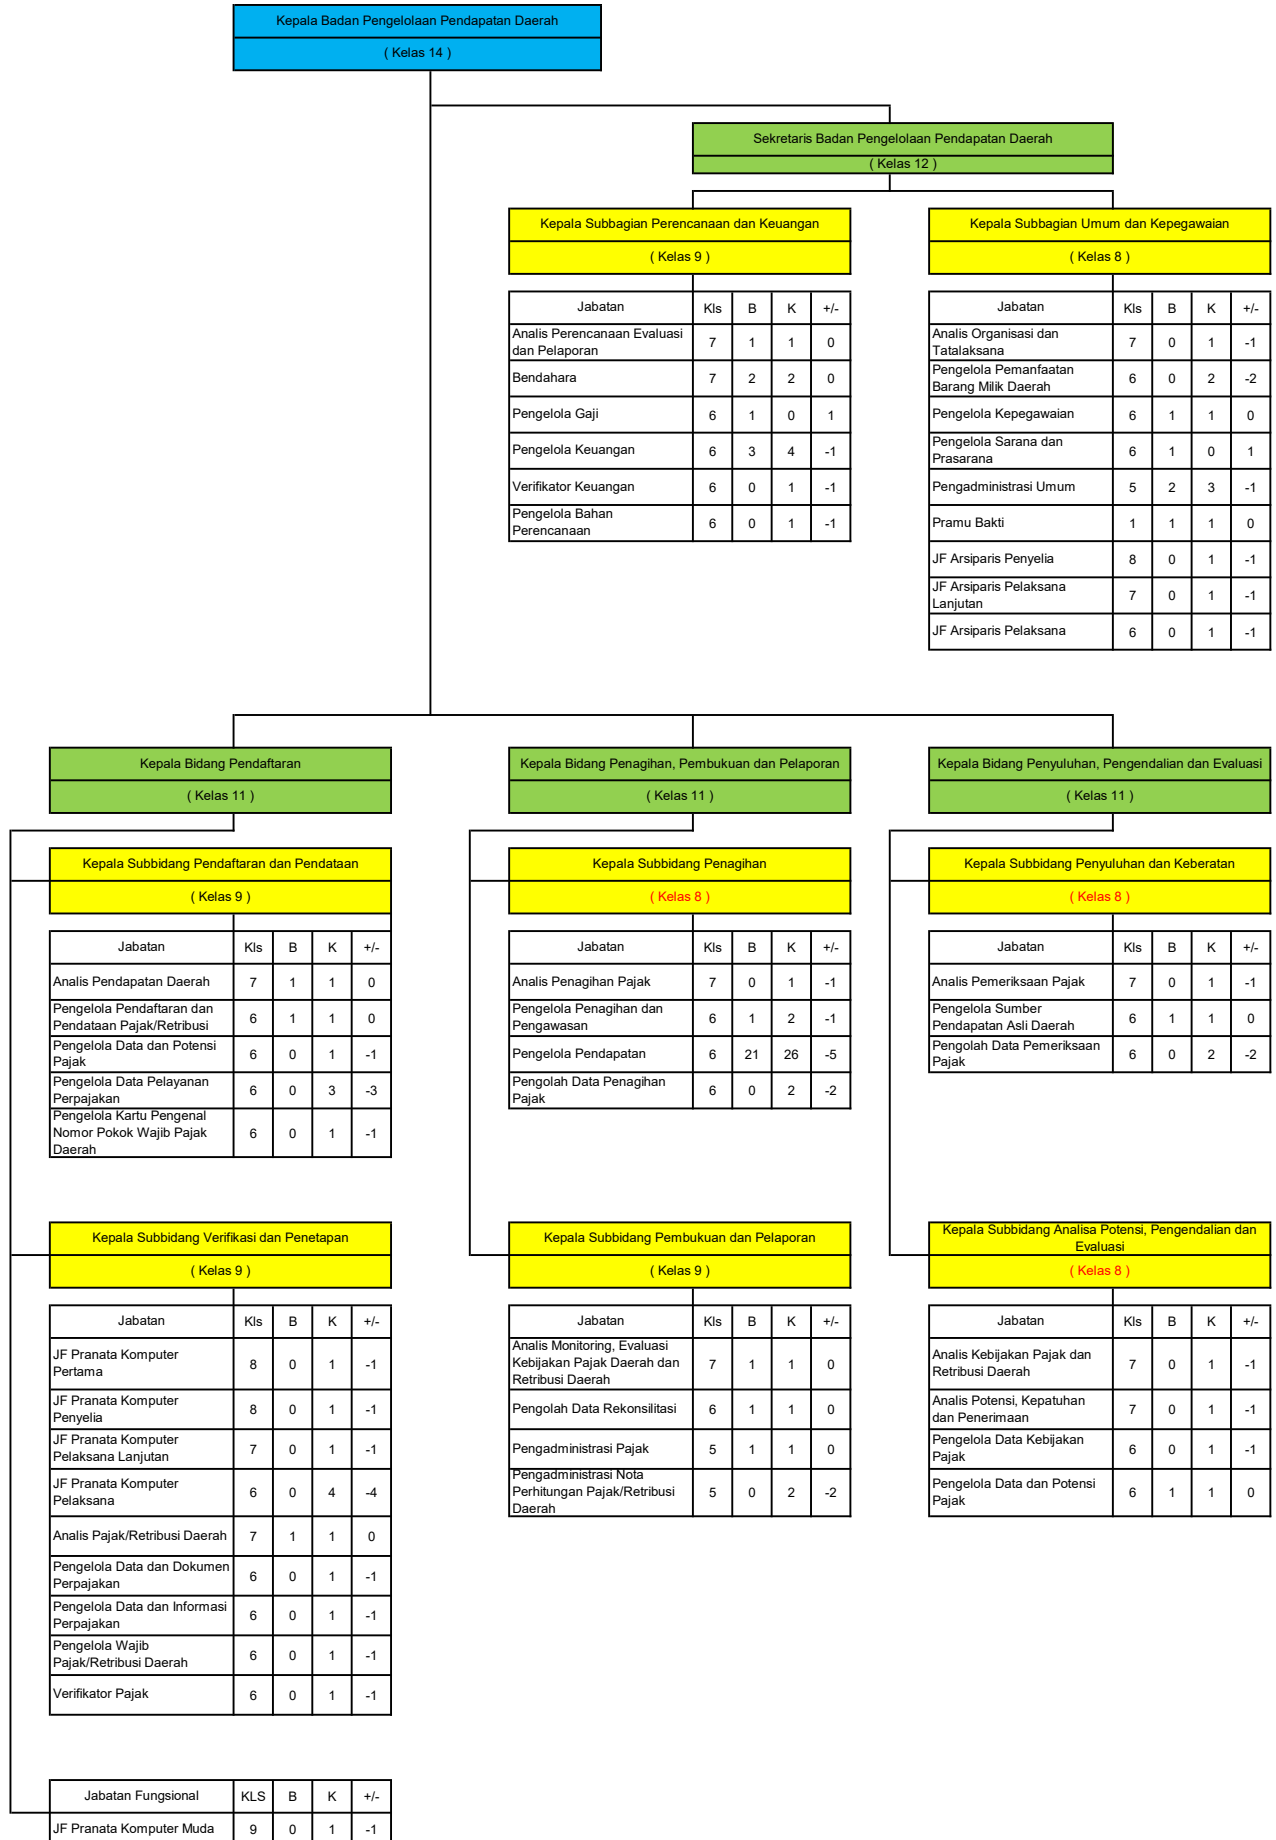 Kepala Badan Pengelolaan Pendapatan Daerah
( Kelas 14 )
Sekretaris Badan Pengelolaan Pendapatan Daerah
( Kelas 12 )
Kepala Subbagian Perencanaan dan Keuangan
( Kelas 9 )
Jabatan Kls B K +/-
Analis Perencanaan Evaluasi
dan Pelaporan 7 1 1 0
Bendahara 7 2 2 0
Pengelola Gaji 6 1 0 1
Pengelola Keuangan 6 3 4 -1
Verifikator Keuangan 6 0 1 -1
Pengelola Bahan
Perencanaan 6 0 1 -1
Kepala Subbagian Umum dan Kepegawaian
( Kelas 8 )
Jabatan Kls B K +/-
Analis Organisasi dan
Tatalaksana 7 0 1 -1
Pengelola Pemanfaatan
Barang Milik Daerah 6 0 2 -2
Pengelola Kepegawaian 6 1 1 0
Pengelola Sarana dan
Prasarana 6 1 0 1
Pengadministrasi Umum 5 2 3 -1
Pramu Bakti 1 1 1 0
JF Arsiparis Penyelia 8 0 1 -1
JF Arsiparis Pelaksana
Lanjutan 7 0 1 -1
JF Arsiparis Pelaksana 6 0 1 -1
Kepala Bidang Pendaftaran
( Kelas 11 )
Kepala Subbidang Pendaftaran dan Pendataan
( Kelas 9 )
Jabatan Kls B K +/-
Analis Pendapatan Daerah 7 1 1 0
Pengelola Pendaftaran dan
Pendataan Pajak/Retribusi 6 1 1 0
Pengelola Data dan Potensi
Pajak 6 0 1 -1
Pengelola Data Pelayanan
Perpajakan 6 0 3 -3
Pengelola Kartu Pengenal
Nomor Pokok Wajib Pajak
Daerah 6 0 1 -1
Kepala Subbidang Verifikasi dan Penetapan
( Kelas 9 )
Jabatan Kls B K +/-
JF Pranata Komputer
Pertama 8 0 1 -1
JF Pranata Komputer
Penyelia 8 0 1 -1
JF Pranata Komputer
Pelaksana Lanjutan 7 0 1 -1
JF Pranata Komputer
Pelaksana 6 0 4 -4
Analis Pajak/Retribusi Daerah 7 1 1 0
Pengelola Data dan Dokumen
Perpajakan 6 0 1 -1
Pengelola Data dan Informasi
Perpajakan 6 0 1 -1
Pengelola Wajib
Pajak/Retribusi Daerah 6 0 1 -1
Verifikator Pajak 6 0 1 -1
Jabatan Fungsional KLS B K +/-
JF Pranata Komputer Muda 9 0 1 -1
Kepala Bidang Penagihan, Pembukuan dan Pelaporan
( Kelas 11 )
Kepala Subbidang Penagihan
( Kelas 8 )
Jabatan Kls B K +/-
Analis Penagihan Pajak 7 0 1 -1
Pengelola Penagihan dan
Pengawasan 6 1 2 -1
Pengelola Pendapatan 6 21 26 -5
Pengolah Data Penagihan
Pajak 6 0 2 -2
Kepala Subbidang Pembukuan dan Pelaporan
( Kelas 9 )
Jabatan Kls B K +/-
Analis Monitoring, Evaluasi
Kebijakan Pajak Daerah dan
Retribusi Daerah 7 1 1 0
Pengolah Data Rekonsilitasi 6 1 1 0
Pengadministrasi Pajak 5 1 1 0
Pengadministrasi Nota
Perhitungan Pajak/Retribusi
Daerah 5 0 2 -2
Kepala Bidang Penyuluhan, Pengendalian dan Evaluasi
( Kelas 11 )
Kepala Subbidang Penyuluhan dan Keberatan
( Kelas 8 )
Jabatan Kls B K +/-
Analis Pemeriksaan Pajak 7 0 1 -1
Pengelola Sumber
Pendapatan Asli Daerah 6 1 1 0
Pengolah Data Pemeriksaan
Pajak 6 0 2 -2
Kepala Subbidang Analisa Potensi, Pengendalian dan
Evaluasi
( Kelas 8 )
Jabatan Kls B K +/-
Analis Kebijakan Pajak dan
Retribusi Daerah 7 0 1 -1
Analis Potensi, Kepatuhan
dan Penerimaan 7 0 1 -1
Pengelola Data Kebijakan
Pajak 6 0 1 -1
Pengelola Data dan Potensi
Pajak 6 1 1 0